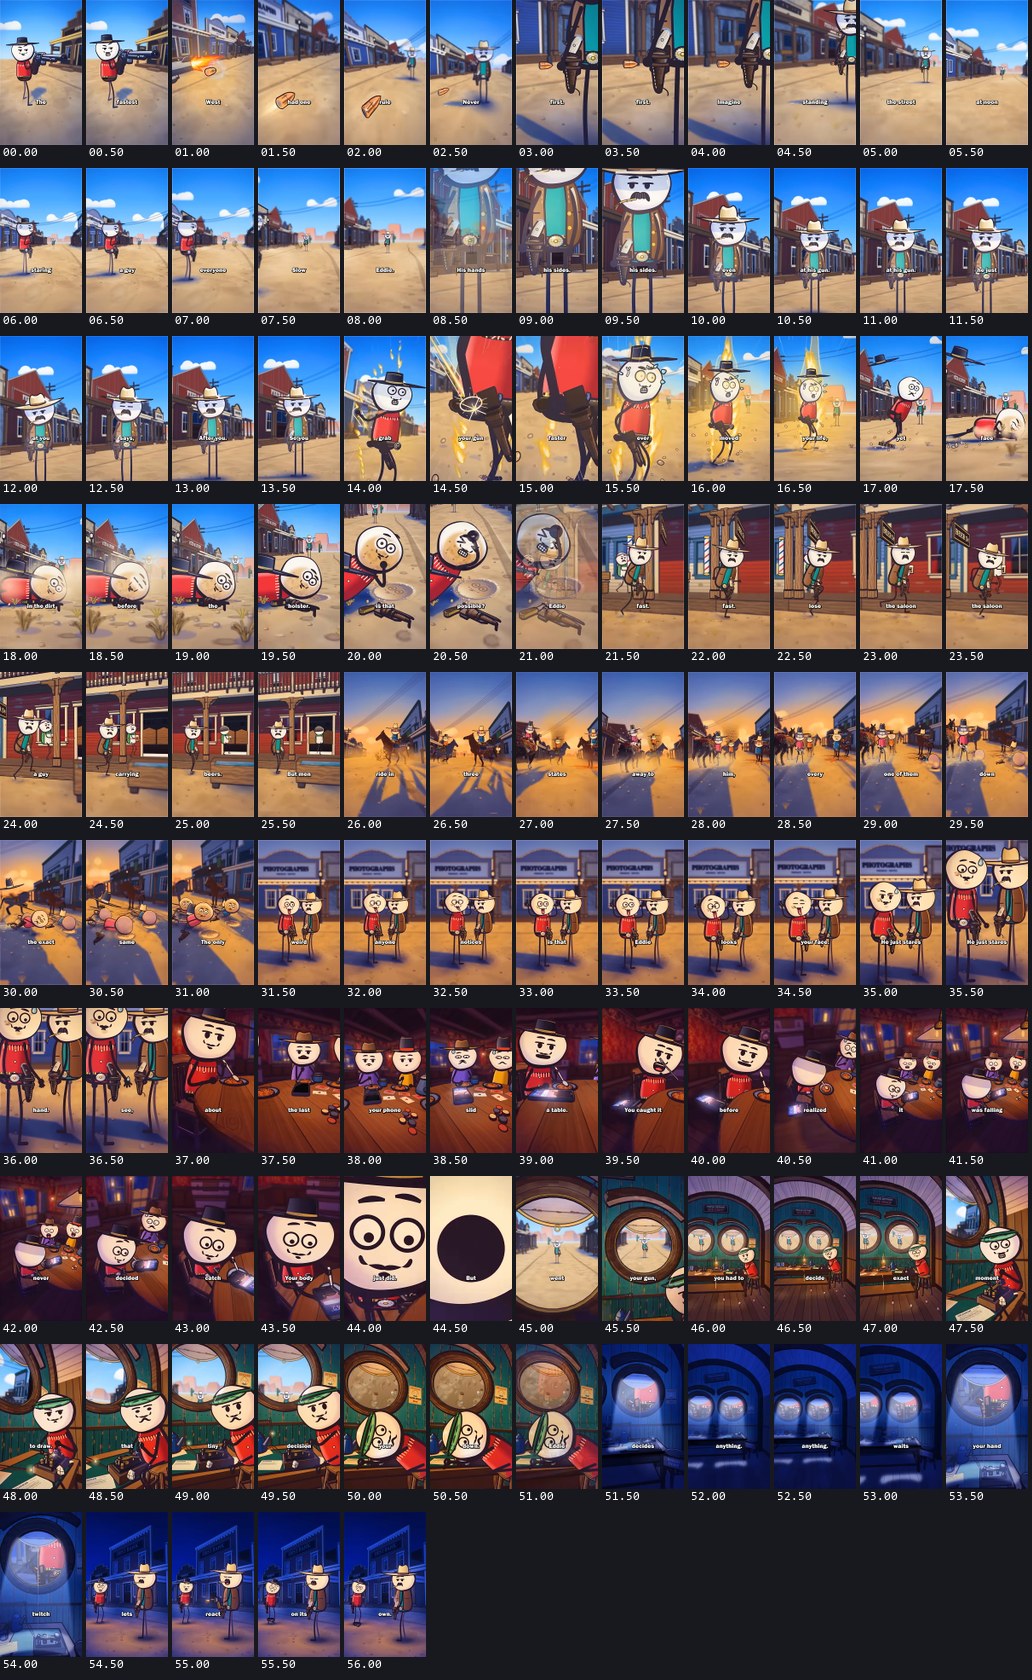 The
fastest
West
had one
rule
Never
first.
first.
imagine
standing
the street
at noon
00.00 00.50 01.00 01.50 02.00 02.50 03.00 03.50 04.00 04.50 05.00 05.50
staring
a guy
everyone
Slow
Eddie.
His hands
his sides.
his sides.
even
at his gun.
at his gun.
he just
06.00 06.50 07.00 07.50 08.00 08.50 09.00 09.50 10.00 10.50 11.00 11.50
at you
says,
After you.
So you
grab
your gun
faster
ever
moved
your life,
yet
face
12.00 12.50 13.00 13.50 14.00 14.50 15.00 15.50 16.00 16.50 17.00 17.50
in the dirt
before
the
holster.
is that
possible?
Eddie
fast.
fast.
lose
the saloon
the saloon
18.00 18.50 19.00 19.50 20.00 20.50 21.00 21.50 22.00 22.50 23.00 23.50
a guy
carrying
beers.
But men
ride in
three
states
away to
him.
every
one of them
down
24.00 24.50 25.00 25.50 26.00 26.50 27.00 27.50 28.00 28.50 29.00 29.50
PHOTOGRAPHS
PHOTOGRAPHS
PHOTOGRAPHS
PHOTOGRAPHS
PHOTOGRAPHS
PHOTOGRAPHS
PHOTOGRAPHS
PHOTOGRAPHS
the exact
same
The only
weird
anyone
notices
is that
Eddie
looks
your face.
He just stares
He just stares
30.00 30.50 31.00 31.50 32.00 32.50 33.00 33.50 34.00 34.50 35.00 35.50
hand.
see.
about
the last
your phone
slid
a table.
You caught it
before
realized
it
was falling
36.00 36.50 37.00 37.50 38.00 38.50 39.00 39.50 40.00 40.50 41.00 41.50
never
decided
catch
Your body
just did.
But
went
your gun,
you had to
decide
exact
moment
42.00 42.50 43.00 43.50 44.00 44.50 45.00 45.50 46.00 46.50 47.00 47.50
to draw.
that
tiny
decision
Eddie
decides
anything.
anything.
waits
your hand
48.00 48.50 49.00 49.50 50.00 50.50 51.00 51.50 52.00 52.50 53.00 53.50
twitch
lets
react
on its
own.
54.00 54.50 55.00 55.50 56.00